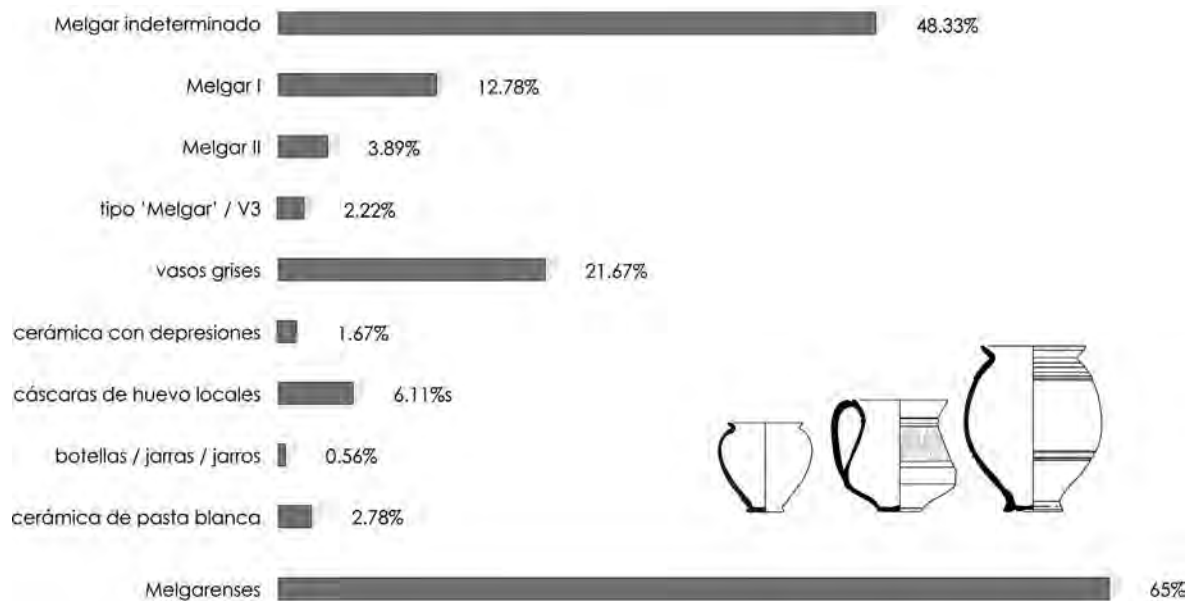 Melgar indeterminado 48.33%
Melgar I 12.78%
Melgar II 3.89%
tipo 'Melgar' / V3 2.22%
vasos grises 21.67%
cerámica con depresiones 1.67%
cáscaras de huevo locales 6.11%s
botellas / jarras / jarros 0.56%
cerámica de pasta blanca 2.78%
Melgarenses 65%